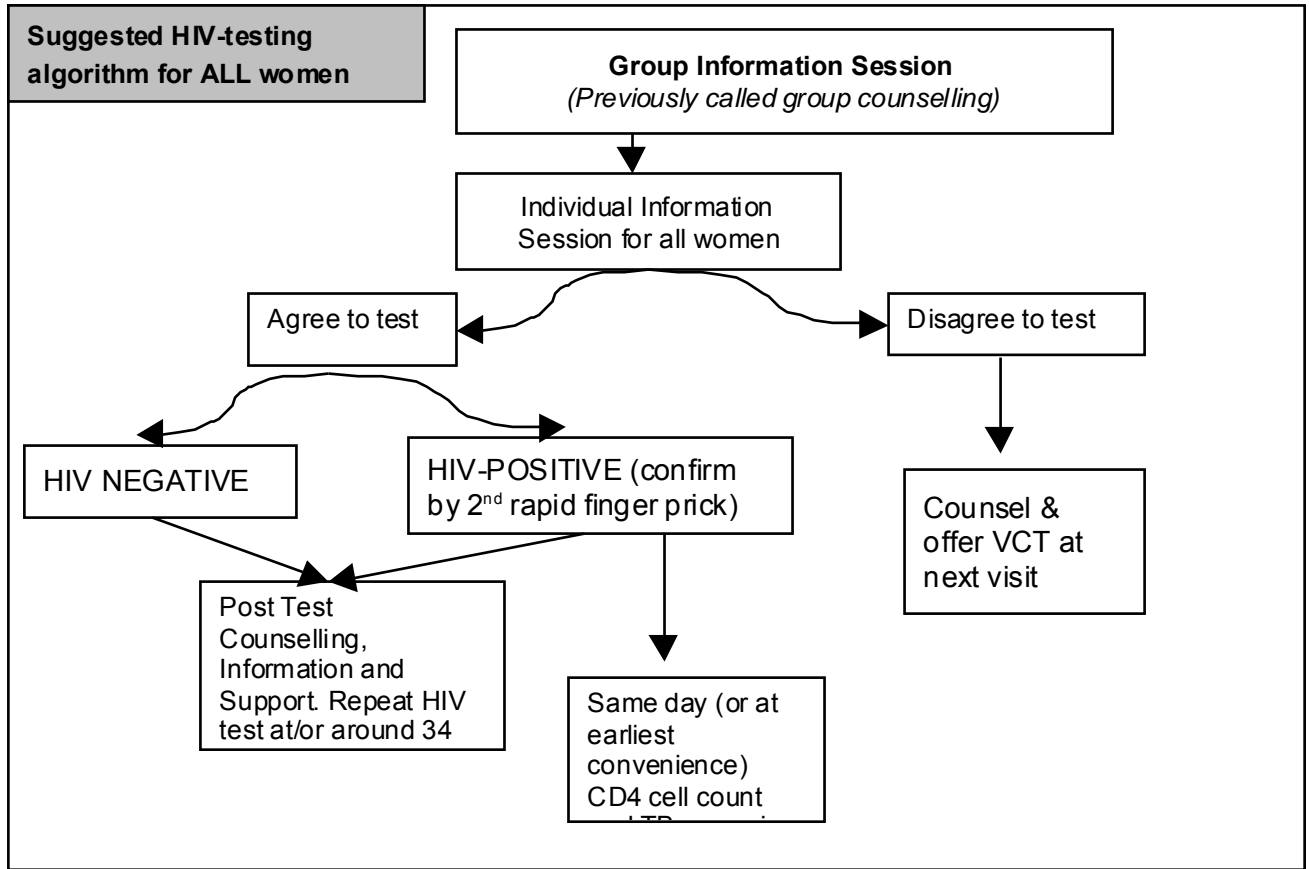 Suggested HIV-testing
algorithm for ALL women
Group Information Session
(Previously called group counselling)
Individual Information
Session for all women
Agree to test
Disagree to test
HIV NEGATIVE
HIV-POSITIVE (confirm
by 2nd rapid finger prick)
Counsel &
offer VCT at
next visit
Post Test
Counselling,
Information and
Support. Repeat HIV
test at/or around 34
Same day (or at
earliest
convenience)
CD4 cell count